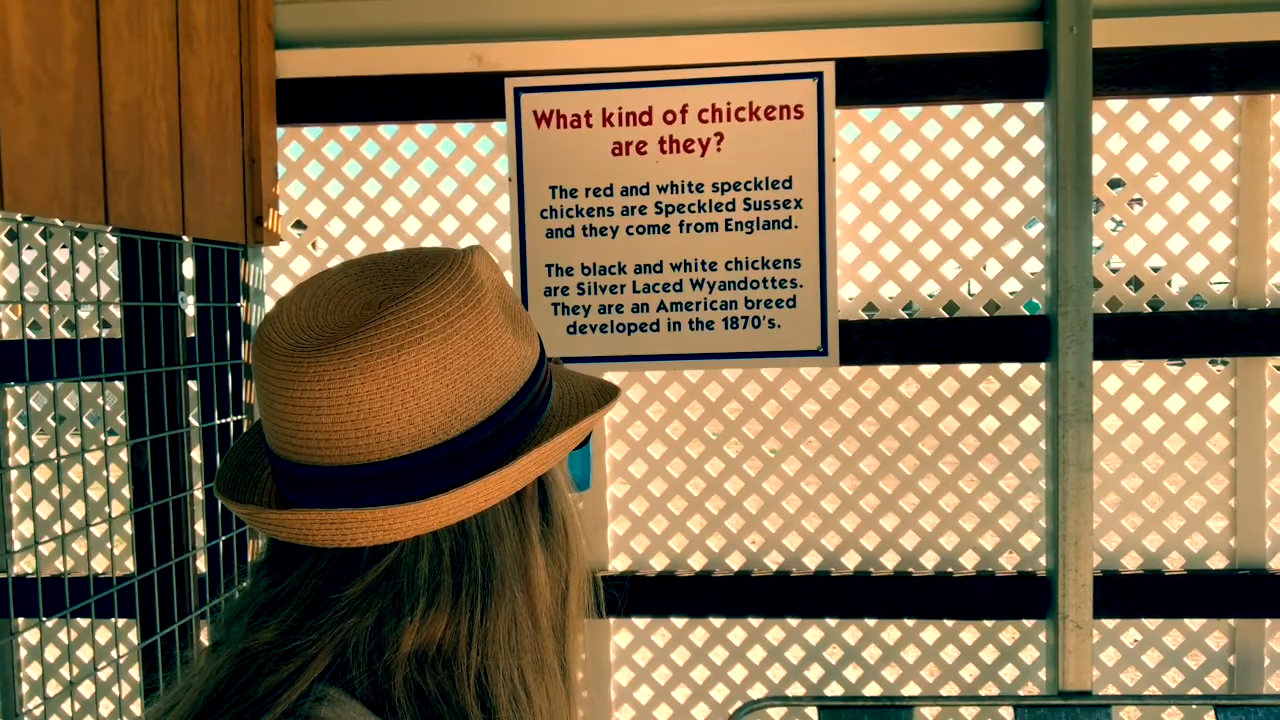 What kind of chickens
are they?
The red and white speckled
chickens are Speckled Sussex
and they come from England.
The black and white chickens
are Silver Laced Wyandottes.
They are an American breed
developed in the 1870's.